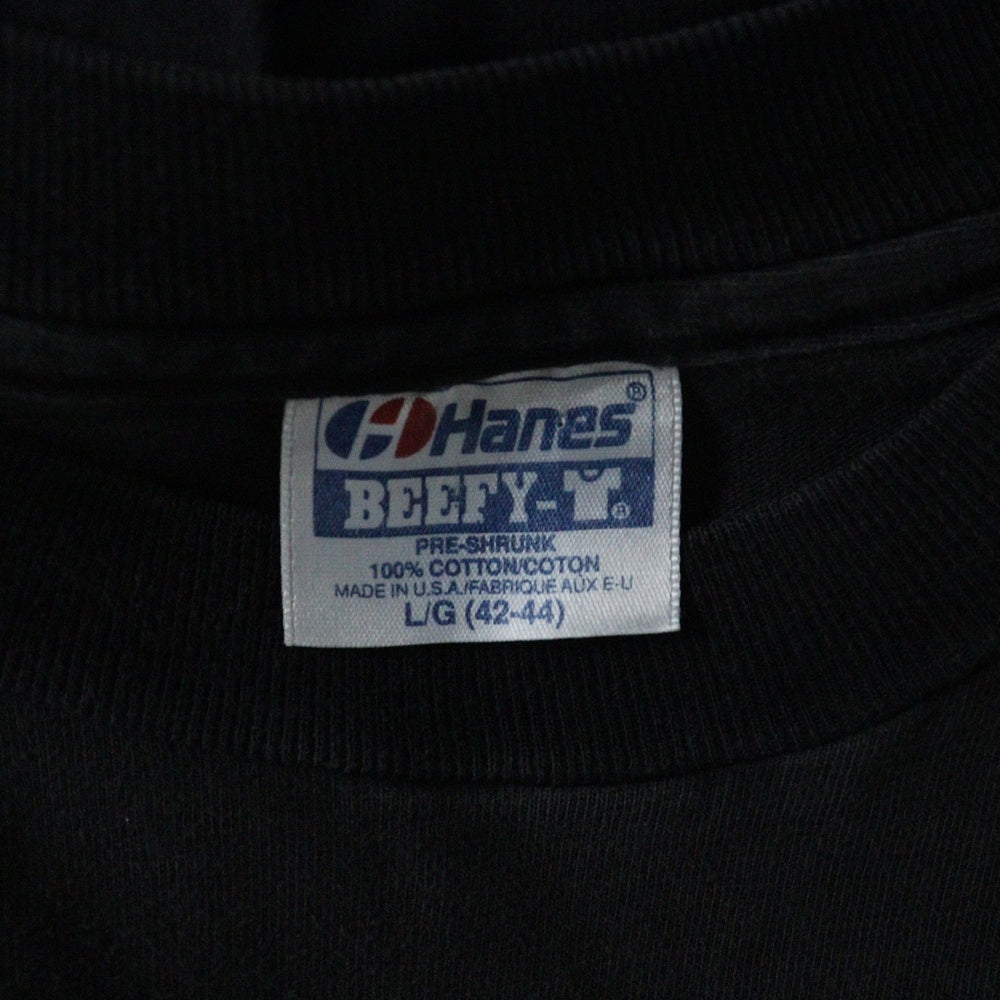 Hanes®
BEEFY-T®
PRE-SHRUNK
100% COTTON/COTON
MADE IN U.S.A./FABRIQUE AUX E-U
L/G (42-44)